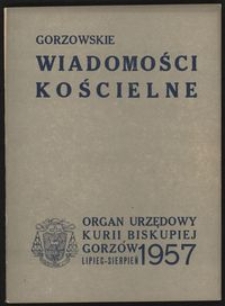 GORZOWSKIE
WIADOMOŚCI
KOŚCIELNE
ORGAN URZĘDOWY
KURII BISKUPIEJ
GORZÓW 1957
LIPIEC-SIERPIEŃ